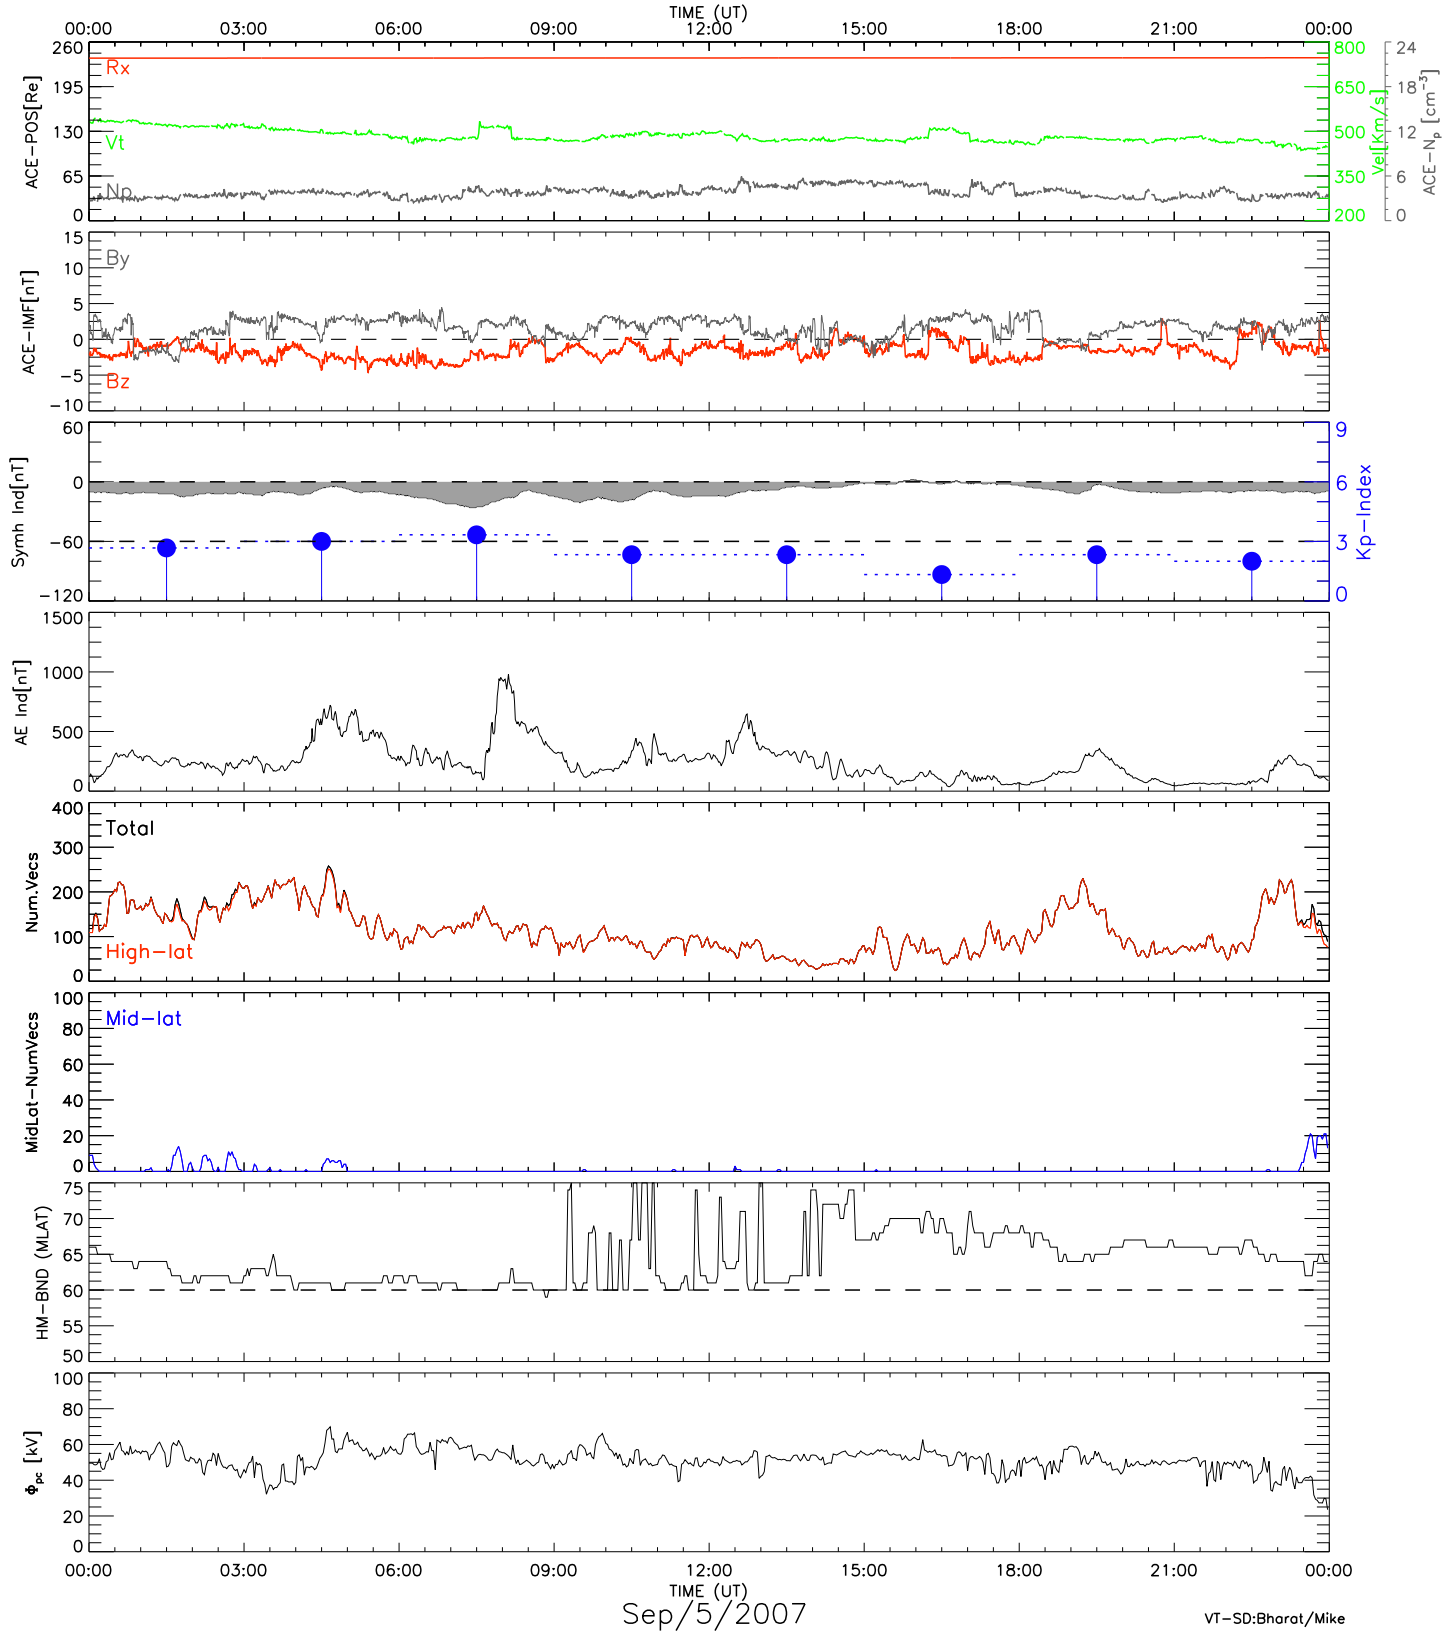 TIME (UT)
00:00 03:00 06:00 09:00 12:00 15:00 18:00 21:00 00:00
ACE-POS[Re]
260
195
130
65
0
Rx
Vt
Np
800
650
500
350
200
Vel[Km/s]
24
18
12
6
0
ACE-Np [cm-3]
ACE-IMF[nT]
15
10
5
0
-5
-10
By
Bz
Symh Ind[nT]
60
0
-60
-120
9
6
3
0
Kp-Index
AE Ind[nT]
1500
1000
500
0
Num.Vecs
400
300
200
100
0
Total
High-lat
MidLat-NumVecs
100
80
60
40
20
0
Mid-lat
HM-BND (MLAT)
75
70
65
60
55
50
Φpc [kV]
100
80
60
40
20
0
00:00 03:00 06:00 09:00 12:00 15:00 18:00 21:00 00:00
TIME (UT)
Sep/5/2007
VT-SD:Bharat/Mike